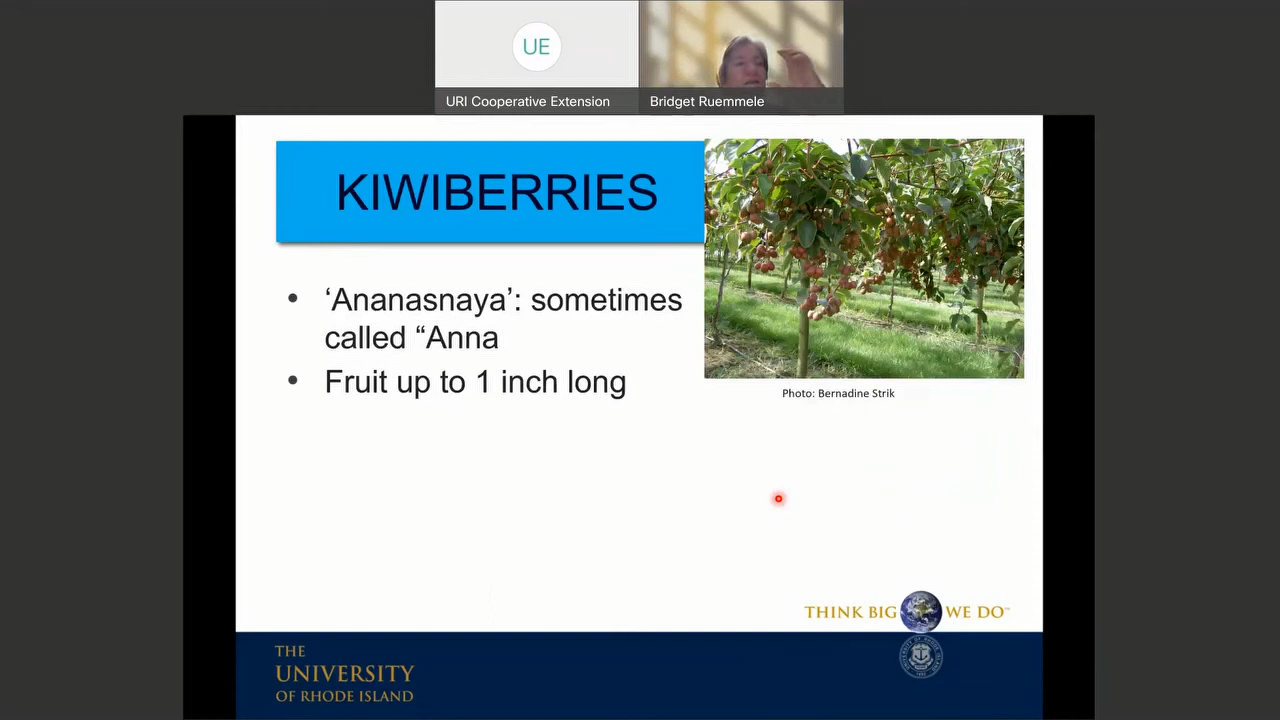 UE
URI Cooperative Extension
Bridget Ruemmele
KIWIBERRIES
• ‘Ananasnaya’: sometimes
called “Anna
• Fruit up to 1 inch long
Photo: Bernadine Strik
THINK BIG WE DO™
THE
UNIVERSITY
OF RHODE ISLAND